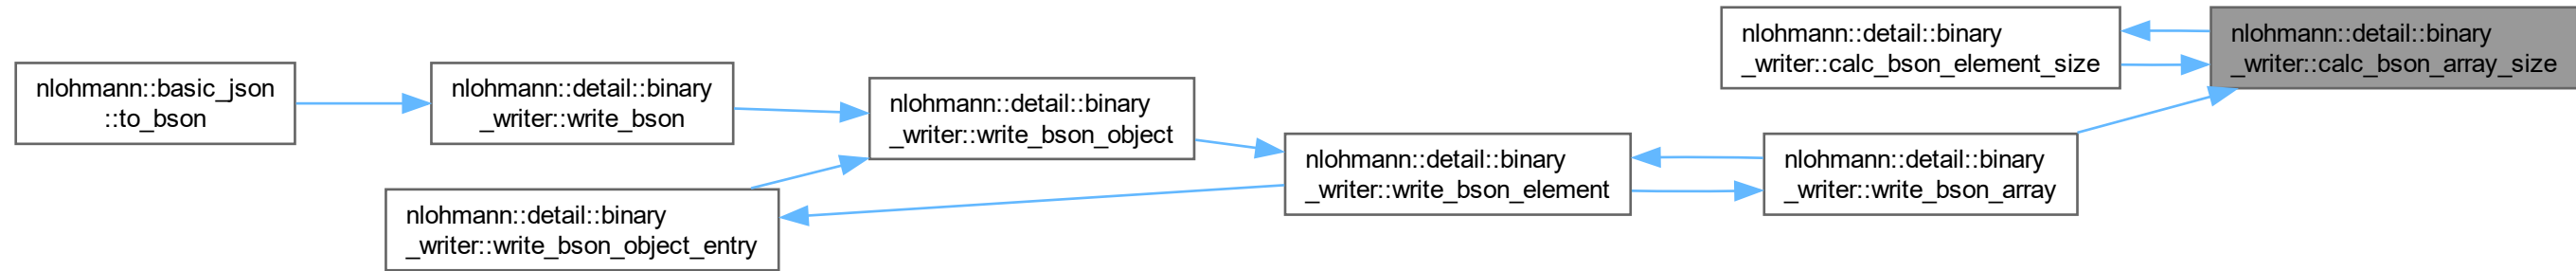 nlohmann::basic_json
::to_bson
nlohmann::detail::binary
_writer::write_bson
nlohmann::detail::binary
_writer::write_bson_object_entry
nlohmann::detail::binary
_writer::write_bson_object
nlohmann::detail::binary
_writer::write_bson_element
nlohmann::detail::binary
_writer::calc_bson_element_size
nlohmann::detail::binary
_writer::write_bson_array
nlohmann::detail::binary
_writer::calc_bson_array_size